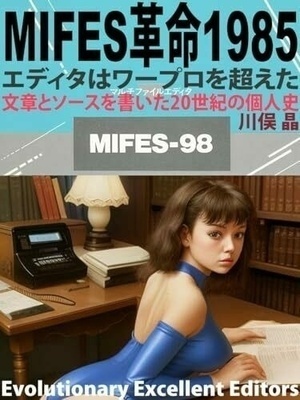 MIFES革命1985
エディタはワープロを超えた
マルチファイルエディタ
文章とソースを書いた20世紀の個人史
川俣 晶
MIFES-98
Evolutionary Excellent Editors